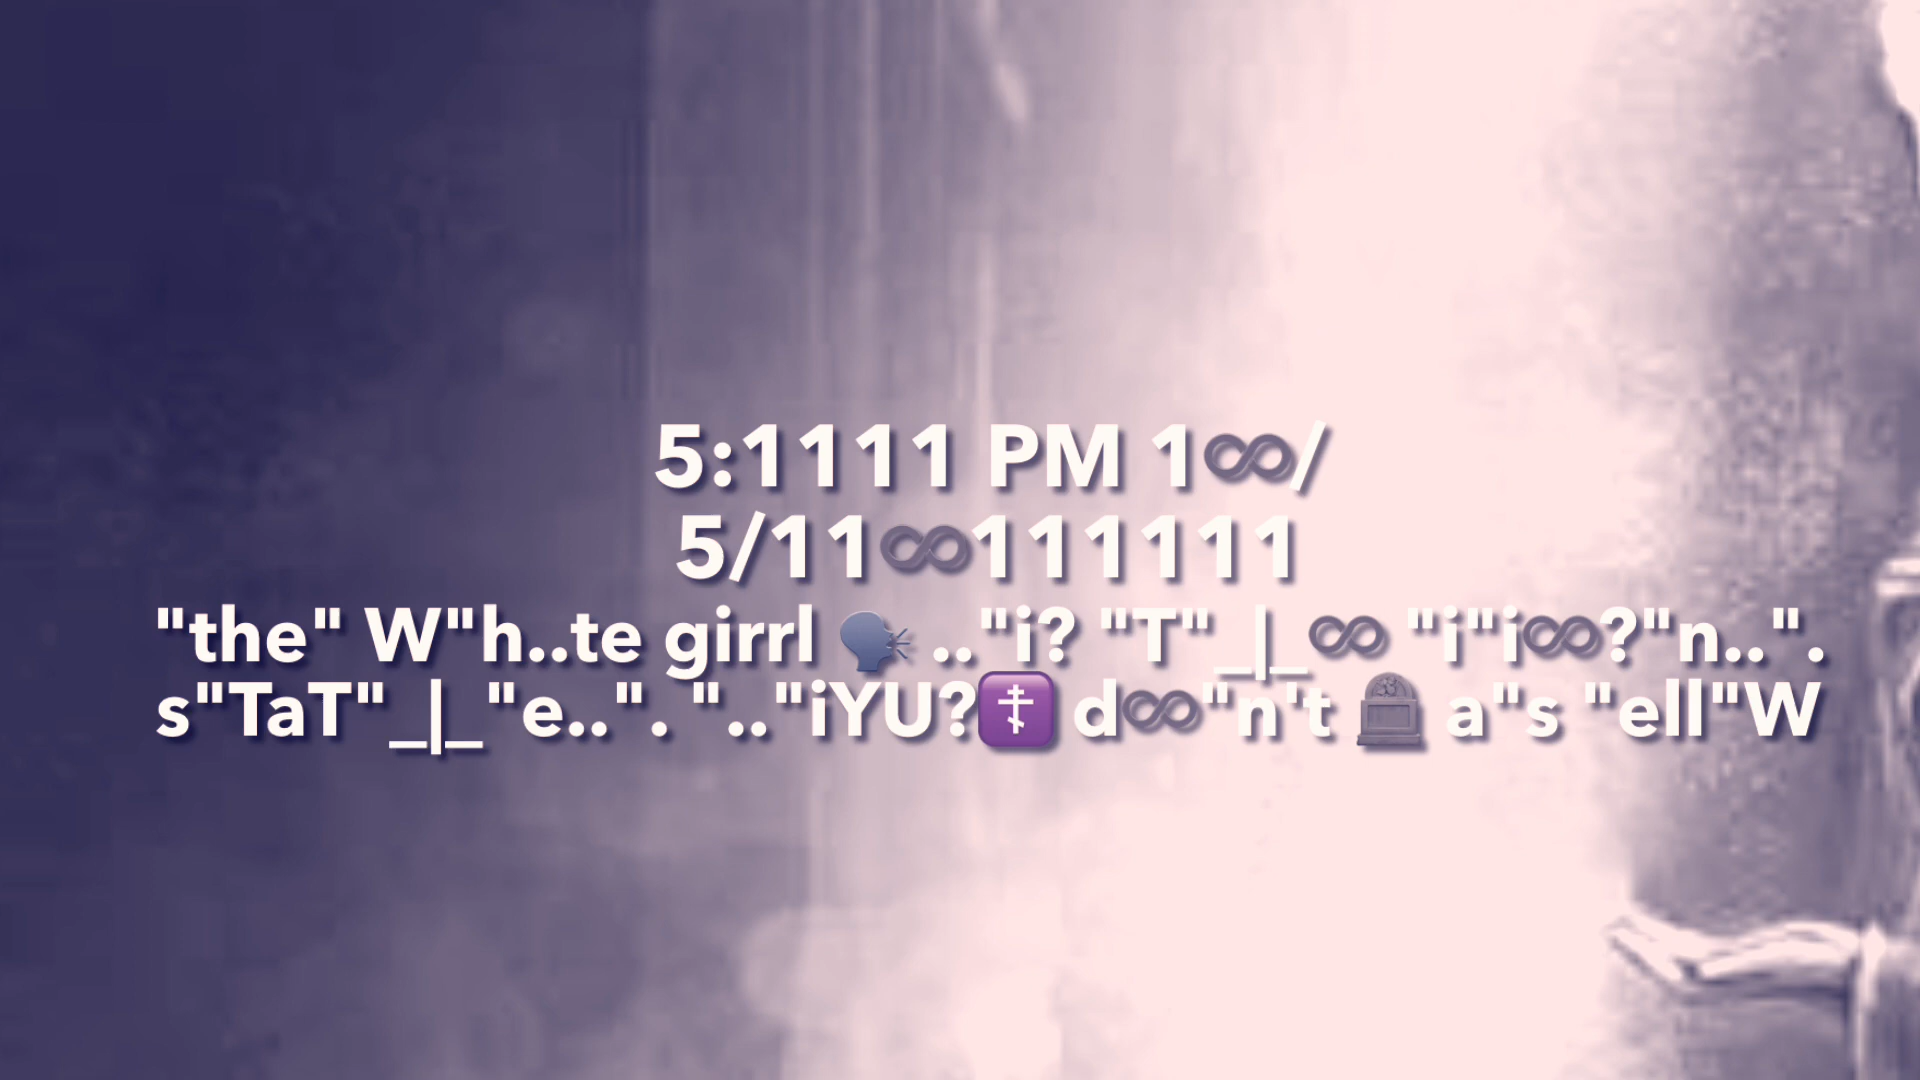 5:1111 PM 1♾/
5/11♾111111
"the" W"h..te girrl 🗣.."i? "T"_|_♾ "i"i♾?"n..".
s"TaT"_|_"e..". ".."iYU?☦ d♾"n't 🪦 a"s "ell"W